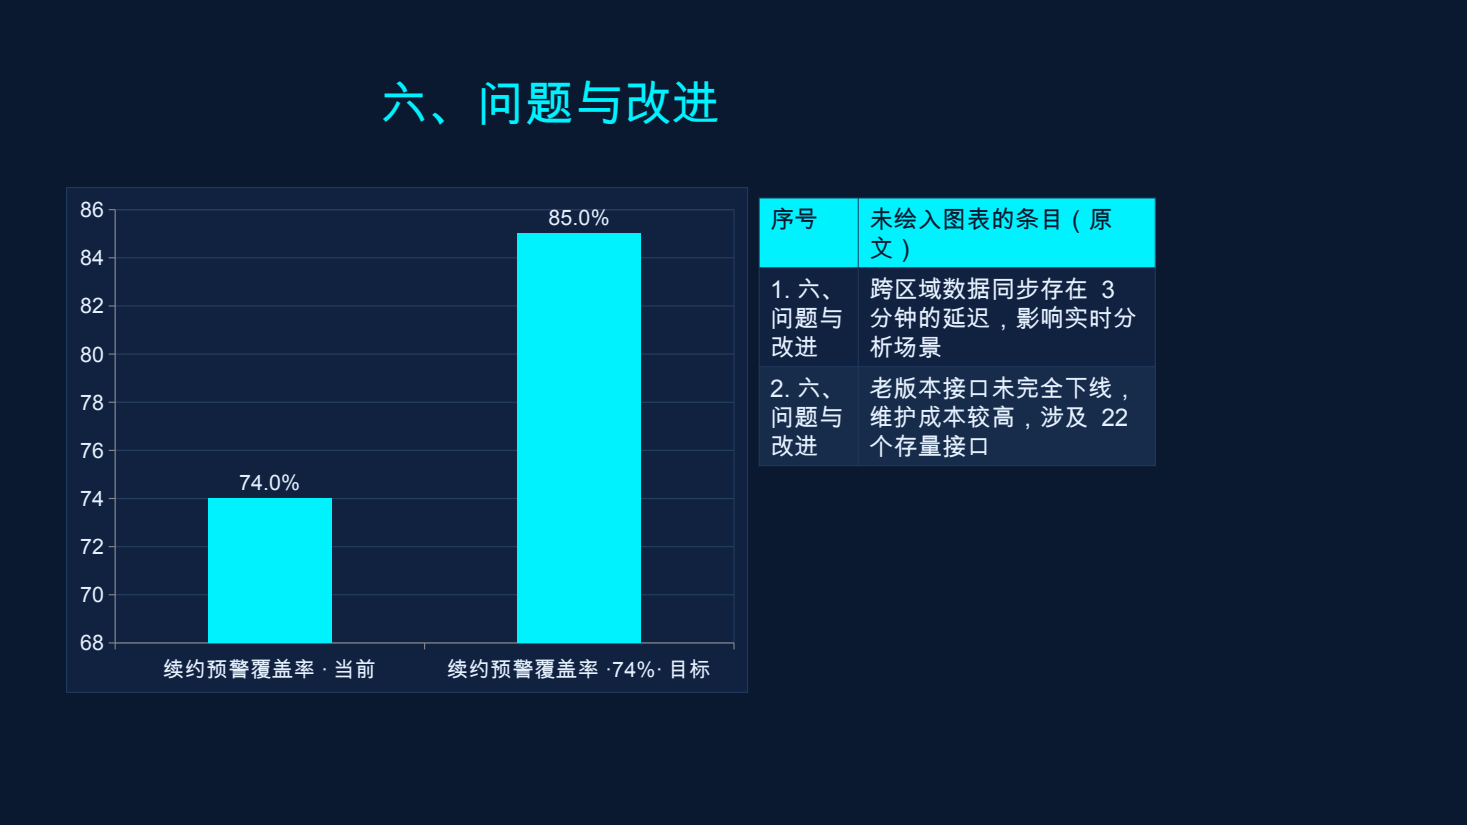 六、问题与改进
86
84
82
80
78
76
74
72
70
68
74.0%
85.0%
续约预警覆盖率 · 当前
续约预警覆盖率 ·74%· 目标
序号
未绘入图表的条目（原
文）
1. 六、
问题与
改进
跨区域数据同步存在 3
分钟的延迟，影响实时分
析场景
2. 六、
问题与
改进
老版本接口未完全下线，
维护成本较高，涉及 22
个存量接口